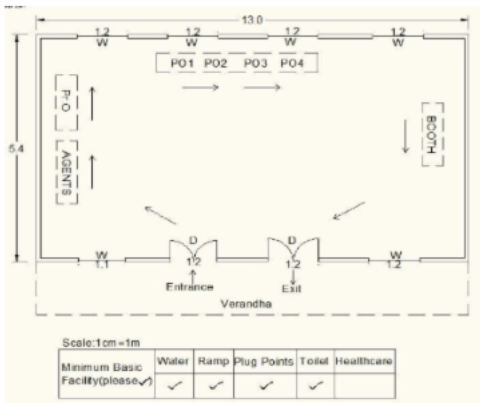 13.0
1.2 1.2 1.2 1.2
W W W W
PO1 PO2 PO3 PO4
5.4
PrO
BOOTH
AGENTS
W D D W
1.1 1.2 1.2 1.2
Entrance Exit
Verandha
Scale:1cm=1m
Minimum Basic Facility(please✓) Water Ramp Plug Points Toilet Healthcare
✓ ✓ ✓ ✓